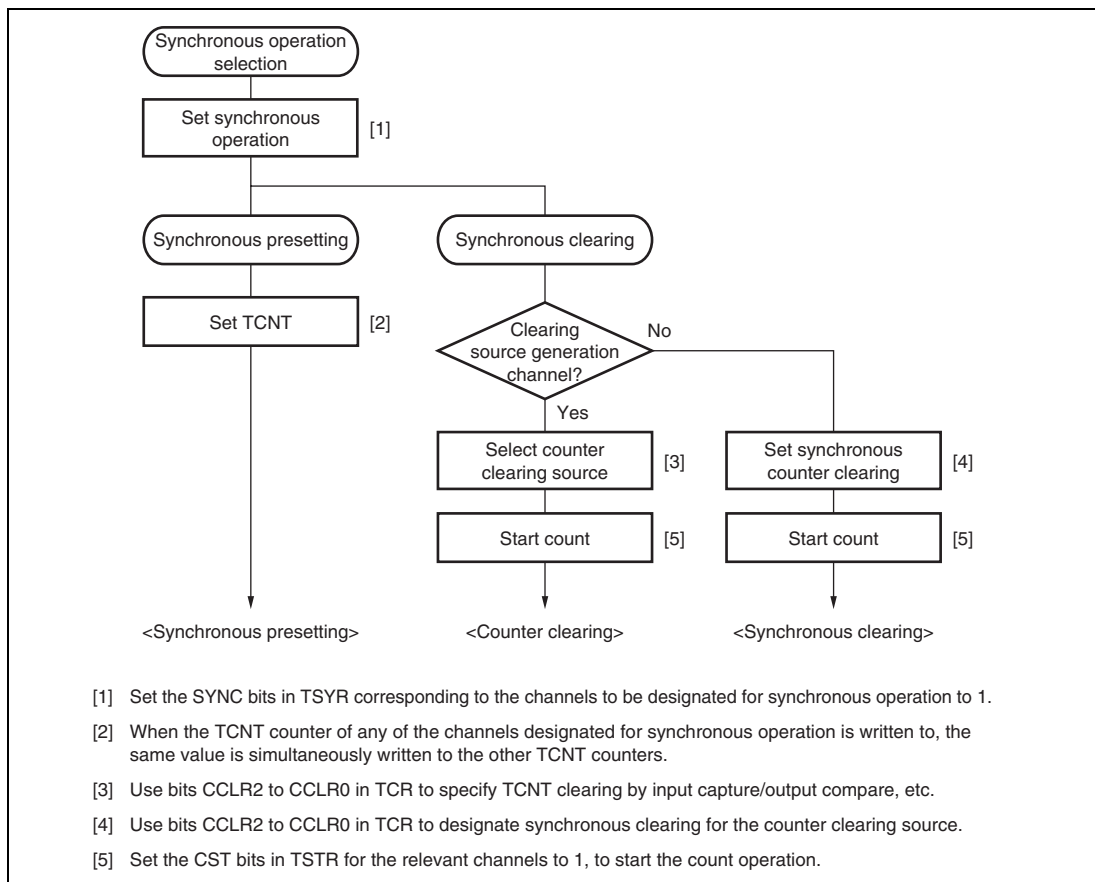 Synchronous operation
selection
Set synchronous
operation
[1]
Synchronous presetting
Synchronous clearing
Set TCNT
[2]
Clearing
source generation
channel?
No
Yes
Select counter
clearing source
[3]
Set synchronous
counter clearing
[4]
Start count
[5]
Start count
[5]
<Synchronous presetting>
<Counter clearing>
<Synchronous clearing>
[1] Set the SYNC bits in TSYR corresponding to the channels to be designated for synchronous operation to 1.
[2] When the TCNT counter of any of the channels designated for synchronous operation is written to, the
same value is simultaneously written to the other TCNT counters.
[3] Use bits CCLR2 to CCLR0 in TCR to specify TCNT clearing by input capture/output compare, etc.
[4] Use bits CCLR2 to CCLR0 in TCR to designate synchronous clearing for the counter clearing source.
[5] Set the CST bits in TSTR for the relevant channels to 1, to start the count operation.